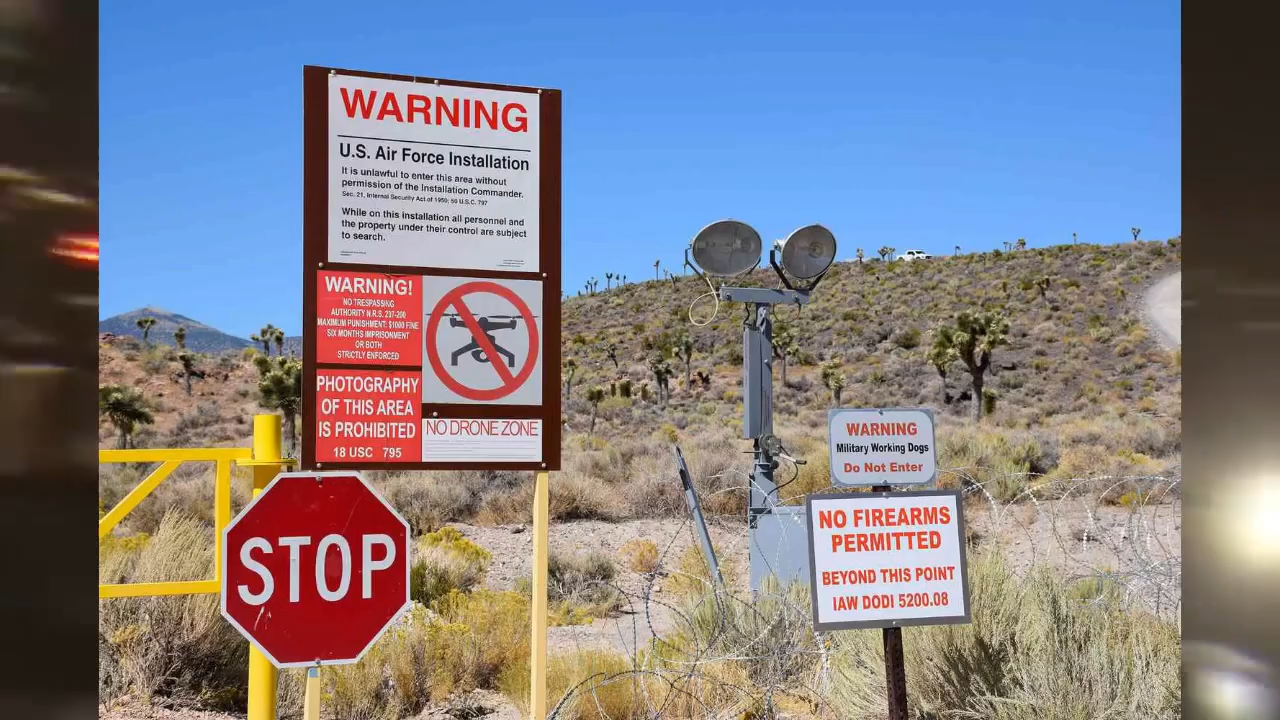 WARNING
U.S. Air Force Installation
It is unlawful to enter this area without
permission of the Installation Commander.
Sec. 21, Internal Security Act of 1950; 50 U.S.C. 797
While on this installation all personnel and
the property under their control are subject
to search.
WARNING!
NO TRESPASSING
AUTHORITY N.R.S. 237-200
MAXIMUM PUNISHMENT: $1000 FINE
SIX MONTHS IMPRISONMENT
OR BOTH
STRICTLY ENFORCED
PHOTOGRAPHY
OF THIS AREA
IS PROHIBITED
18 USC 795
NO DRONE ZONE
STOP
WARNING
Military Working Dogs
Do Not Enter
NO FIREARMS
PERMITTED
BEYOND THIS POINT
IAW DODI 5200.08